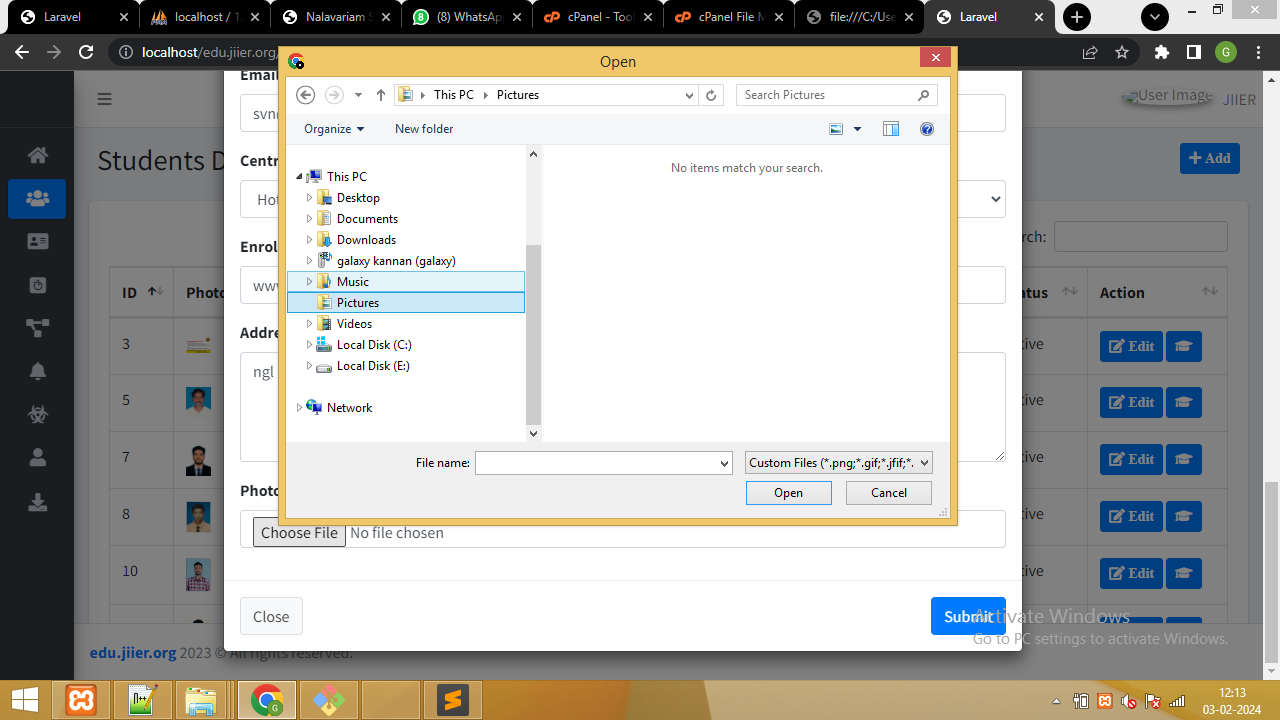 Laravel
localhost / 1
Nalavariam S
(8) WhatsAp
cPanel - Tool
cPanel File M
file:///C:/Use
Laravel
localhost/edu.jiier.org/
G
Open
This PC Pictures
Search Pictures
Organize
New folder
This PC
Desktop
Documents
Downloads
galaxy kannan (galaxy)
Music
Pictures
Videos
Local Disk (C:)
Local Disk (E:)
Network
No items match your search.
File name:
Custom Files (*.png;*.gif;*.jfif;*.
Open
Cancel
User Image
JIIER
Students D
Add
Email
svn
Centr
Hot
Enrol
www
Addre
ngl
Photo
Choose File No file chosen
Close
Submit
rch:
ID Photo atus Action
3 tive Edit
5 tive Edit
7 tive Edit
8 tive Edit
10 tive Edit
edu.jiier.org 2023 © All rights reserved.
Activate Windows
Go to PC settings to activate Windows.
12:13
03-02-2024